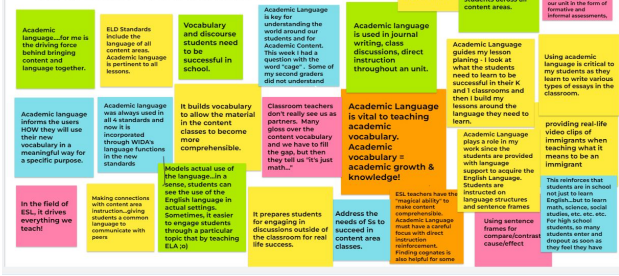 Academic
language....for me is
the driving force
behind bringing
content and
language together.
ELD Standards
include the
language of all
content areas.
Academic language
is pertinent to all
lessons.
Vocabulary
and discourse
students need
to be
successful in
school.
Academic Language
is key for
understanding the
world around our
students and for
Academic Content.
This week I had a
question with the
word "cage" . Some of
my second graders
did not understand
Academic language
is used in journal
writing, class
discussions, direct
instruction
throughout an unit.
content areas.
our unit in the form of
formative and
informal assessments,
Academic Language
guides my lesson
planing - I look at
what the students
need to learn to be
successful in their K
and 1 classrooms and
then I build my
lessons around the
language they need to
learn.
Using academic
language is critical to
my students as they
learn to write various
types of essays in the
classroom.
Academic language
informs the users
HOW they will use
their new
vocabulary in a
meaningful way for
a specific purpose.
Academic language
was always used in
all 4 standards and
now it is
incorporated
through WIDA's
language functions
in the new
standards
It builds vocabulary
to allow the material
in the content
classes to become
more
comprehensible.
Classroom teachers
don't really see us as
partners. Many
gloss over the
content vocabulary
and we have to fill
the gap, but then
they tell us "it's just
math..."
Academic Language
is vital to teaching
academic
vocabulary.
Academic
vocabulary =
academic growth &
knowledge!
Academic Language
plays a role in my
work since the students
are provided with
language support to
acquire the
English Language.
Students are
instructed on
language structures
and sentence frames
providing real-life
video clips of
immigrants when
teaching what it
means to be an
immigrant
In the field of
ESL, it drives
everything we
teach!
Making connections
with content area
instruction...giving
students a common
language to
communicate with
peers
Models actual use of
the language...in a
sense, students can
see the use of the
English language in
actual settings.
Sometimes, it easier
to engage students
through a particular
topic that by teaching
ELA ;o)
It prepares students
for engaging in
discussions outside of
the classroom for real
life success.
Address the
needs of Ss to
succeed in
content area
classes.
ESL teachers have the
"magical ability" to
make content
comprehensible.
Academic Language
must have a careful
focus with direct
instruction
reinforcement.
Finding cognates is
also helpful for some
Using sentence
frames for
compare/contrast
cause/effect
This reinforces that
students are in school
not just to learn
English...but to learn
math, science, social
studies, etc. etc. etc.
For high school
students, so many
students enter and
dropout as soon as
they feel they have